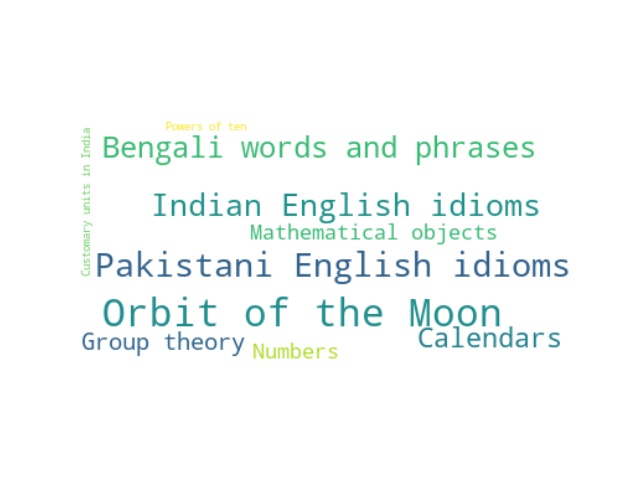 Powers of ten
Customary units in India
Bengali words and phrases
Indian English idioms
Mathematical objects
Pakistani English idioms
Orbit of the Moon
Calendars
Group theory
Numbers